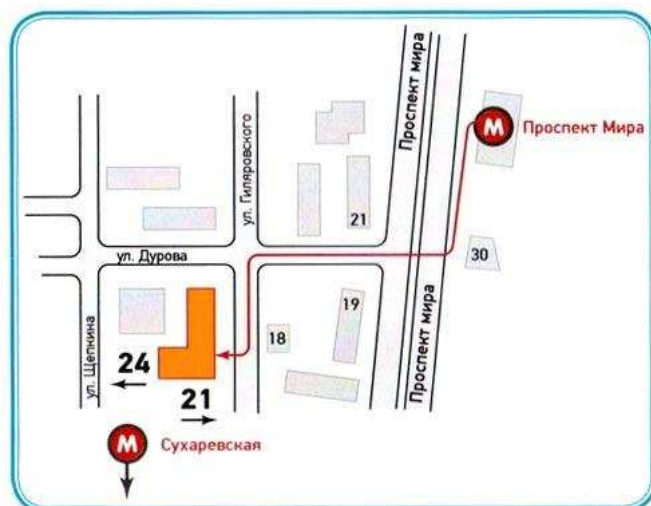 Проспект мира
М
Проспект Мира
ул. Гиляровского
21
ул. Дурова
30
19
18
ул. Щепкина
24
21
Проспект мира
М
Сухаревская